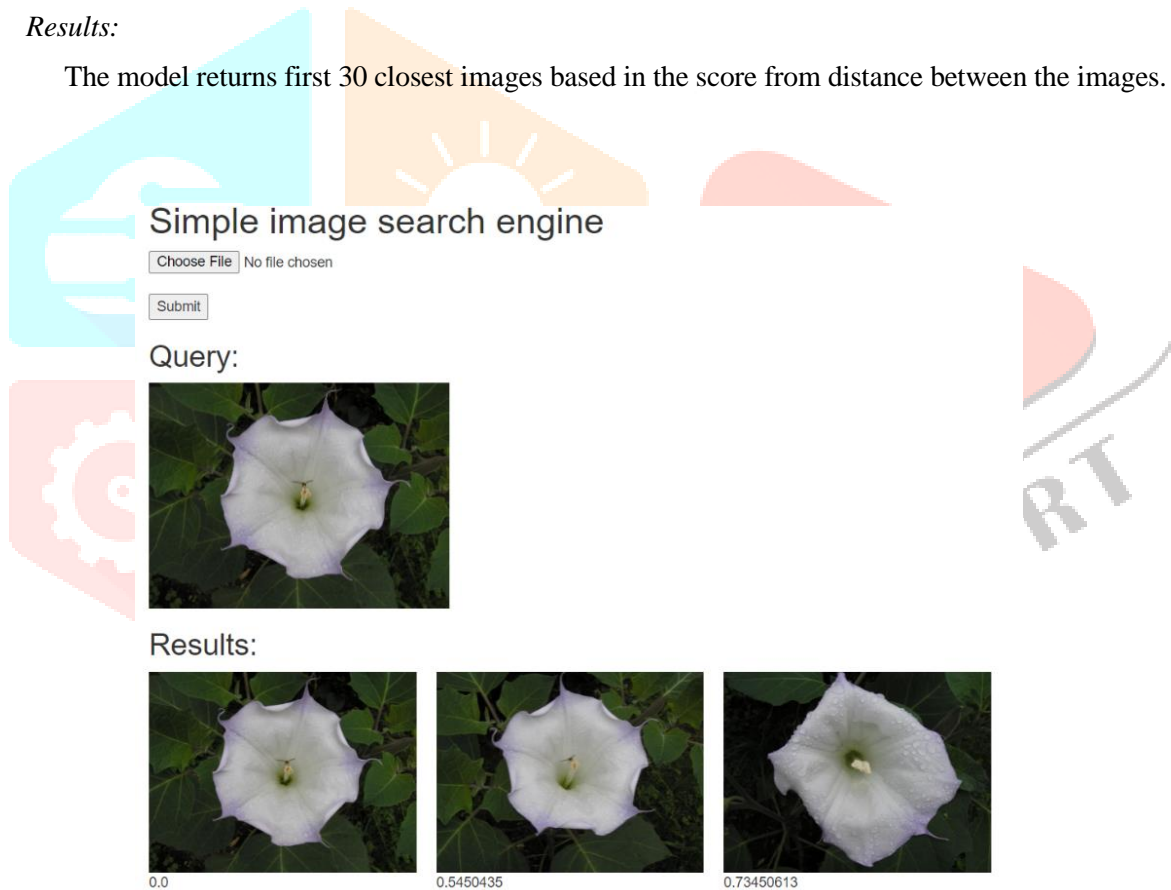 Results:
The model returns first 30 closest images based in the score from distance between the images.
Simple image search engine
Choose File No file chosen
Submit
Query:
RT
Results:
0.0 0.5450435 0.73450613